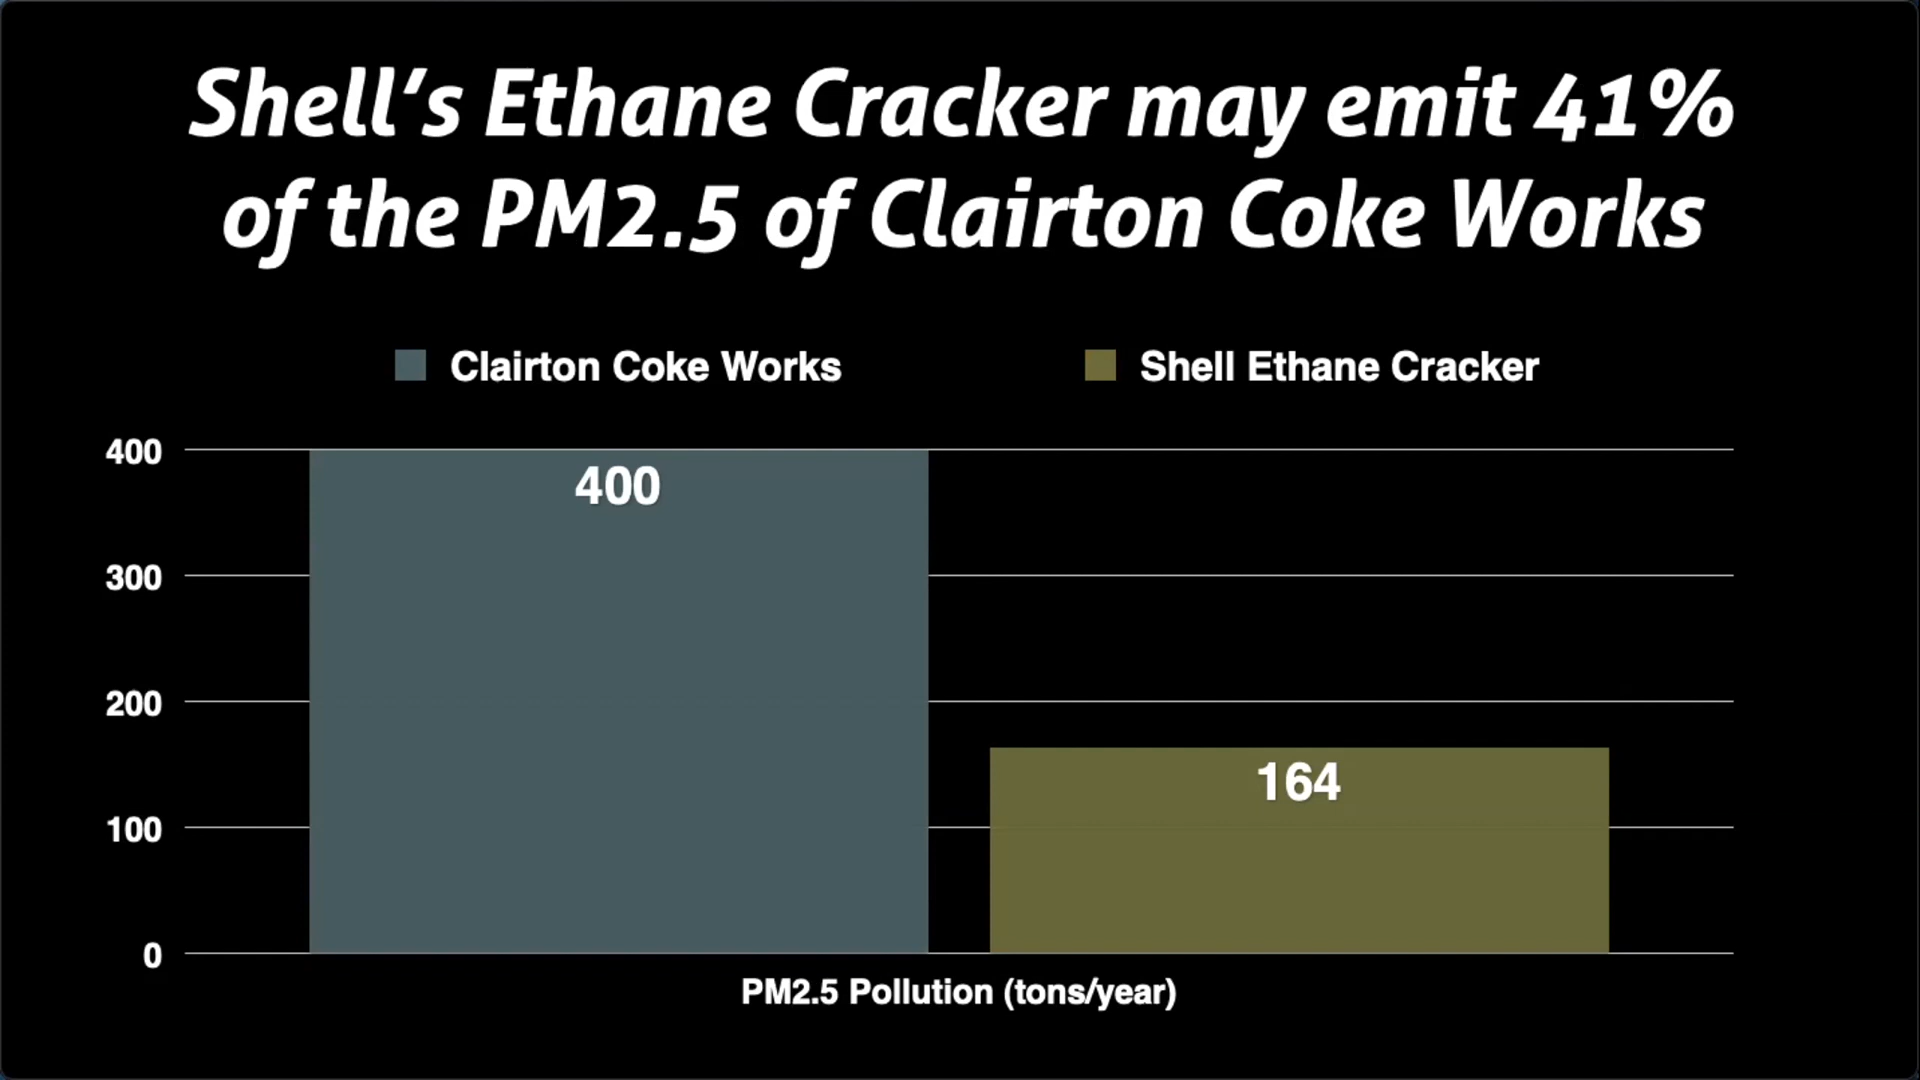 Shell’s Ethane Cracker may emit 41%
of the PM2.5 of Clairton Coke Works
Clairton Coke Works
Shell Ethane Cracker
400
300
200
100
0
400
164
PM2.5 Pollution (tons/year)